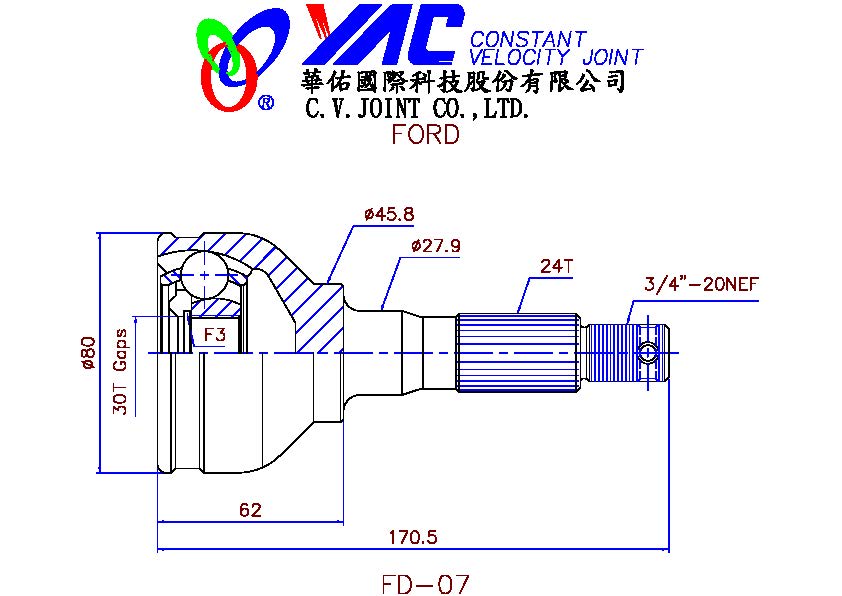 YAC CONSTANT
VELOCITY JOINT
華佑國際科技股份有限公司
®
C.V.JOINT CO.,LTD.
FORD
ø45.8
ø27.9
24T
3/4"-20NEF
F3
ø80
30T Gaps
62
170.5
FD-07